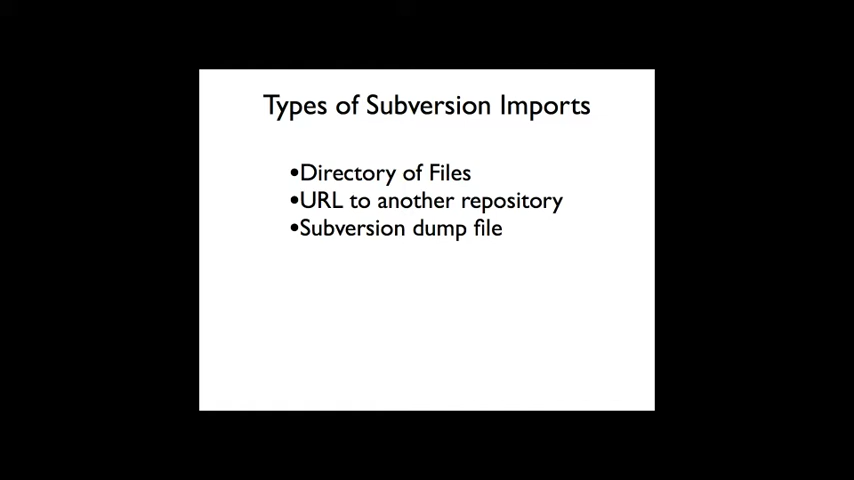 Types of Subversion Imports
•Directory of Files
•URL to another repository
•Subversion dump file